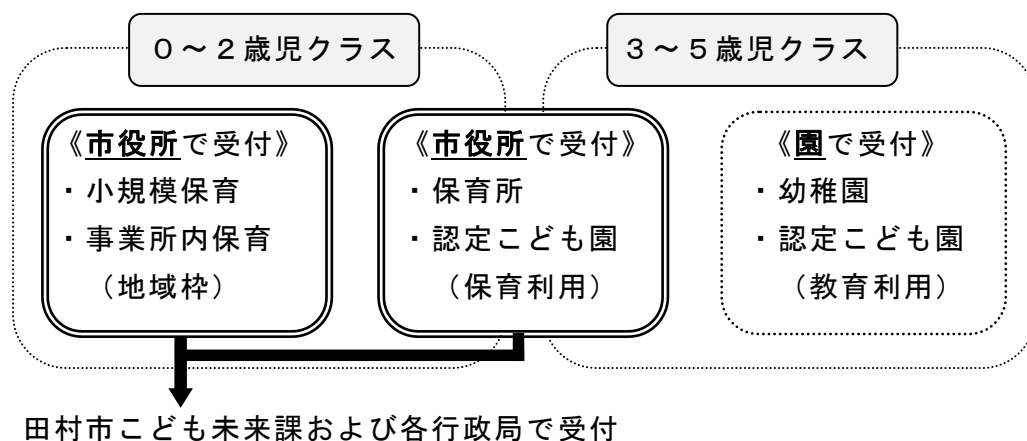 ０～２歳児クラス
３～５歳児クラス
《市役所で受付》
・小規模保育
・事業所内保育
（地域枠）
《市役所で受付》
・保育所
・認定こども園
（保育利用）
《園で受付》
・幼稚園
・認定こども園
（教育利用）
田村市こども未来課および各行政局で受付